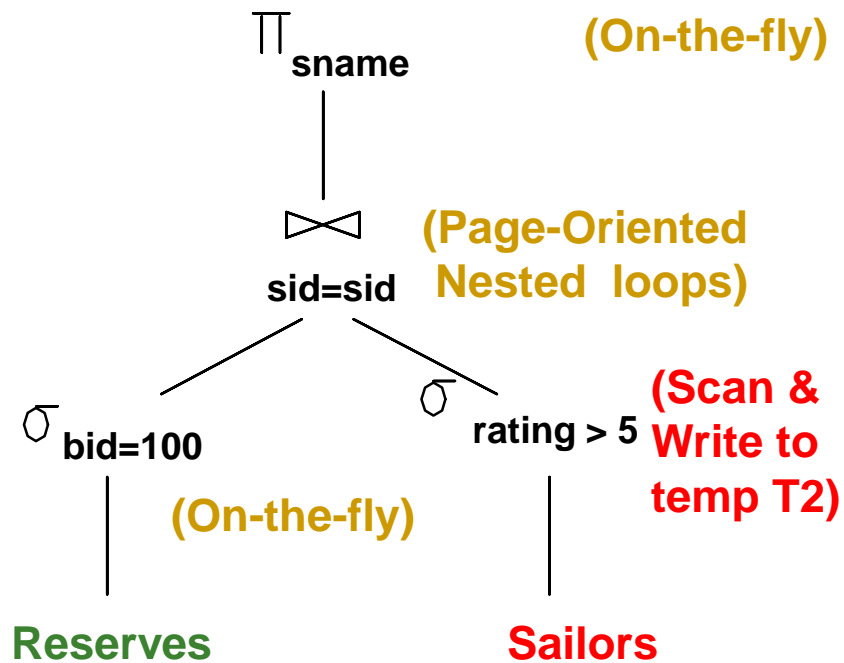 π sname (On-the-fly)
⋈ (Page-Oriented
sid=sid Nested loops)
σ bid=100
σ rating > 5
(Scan &
Write to
temp T2)
(On-the-fly)
Reserves
Sailors